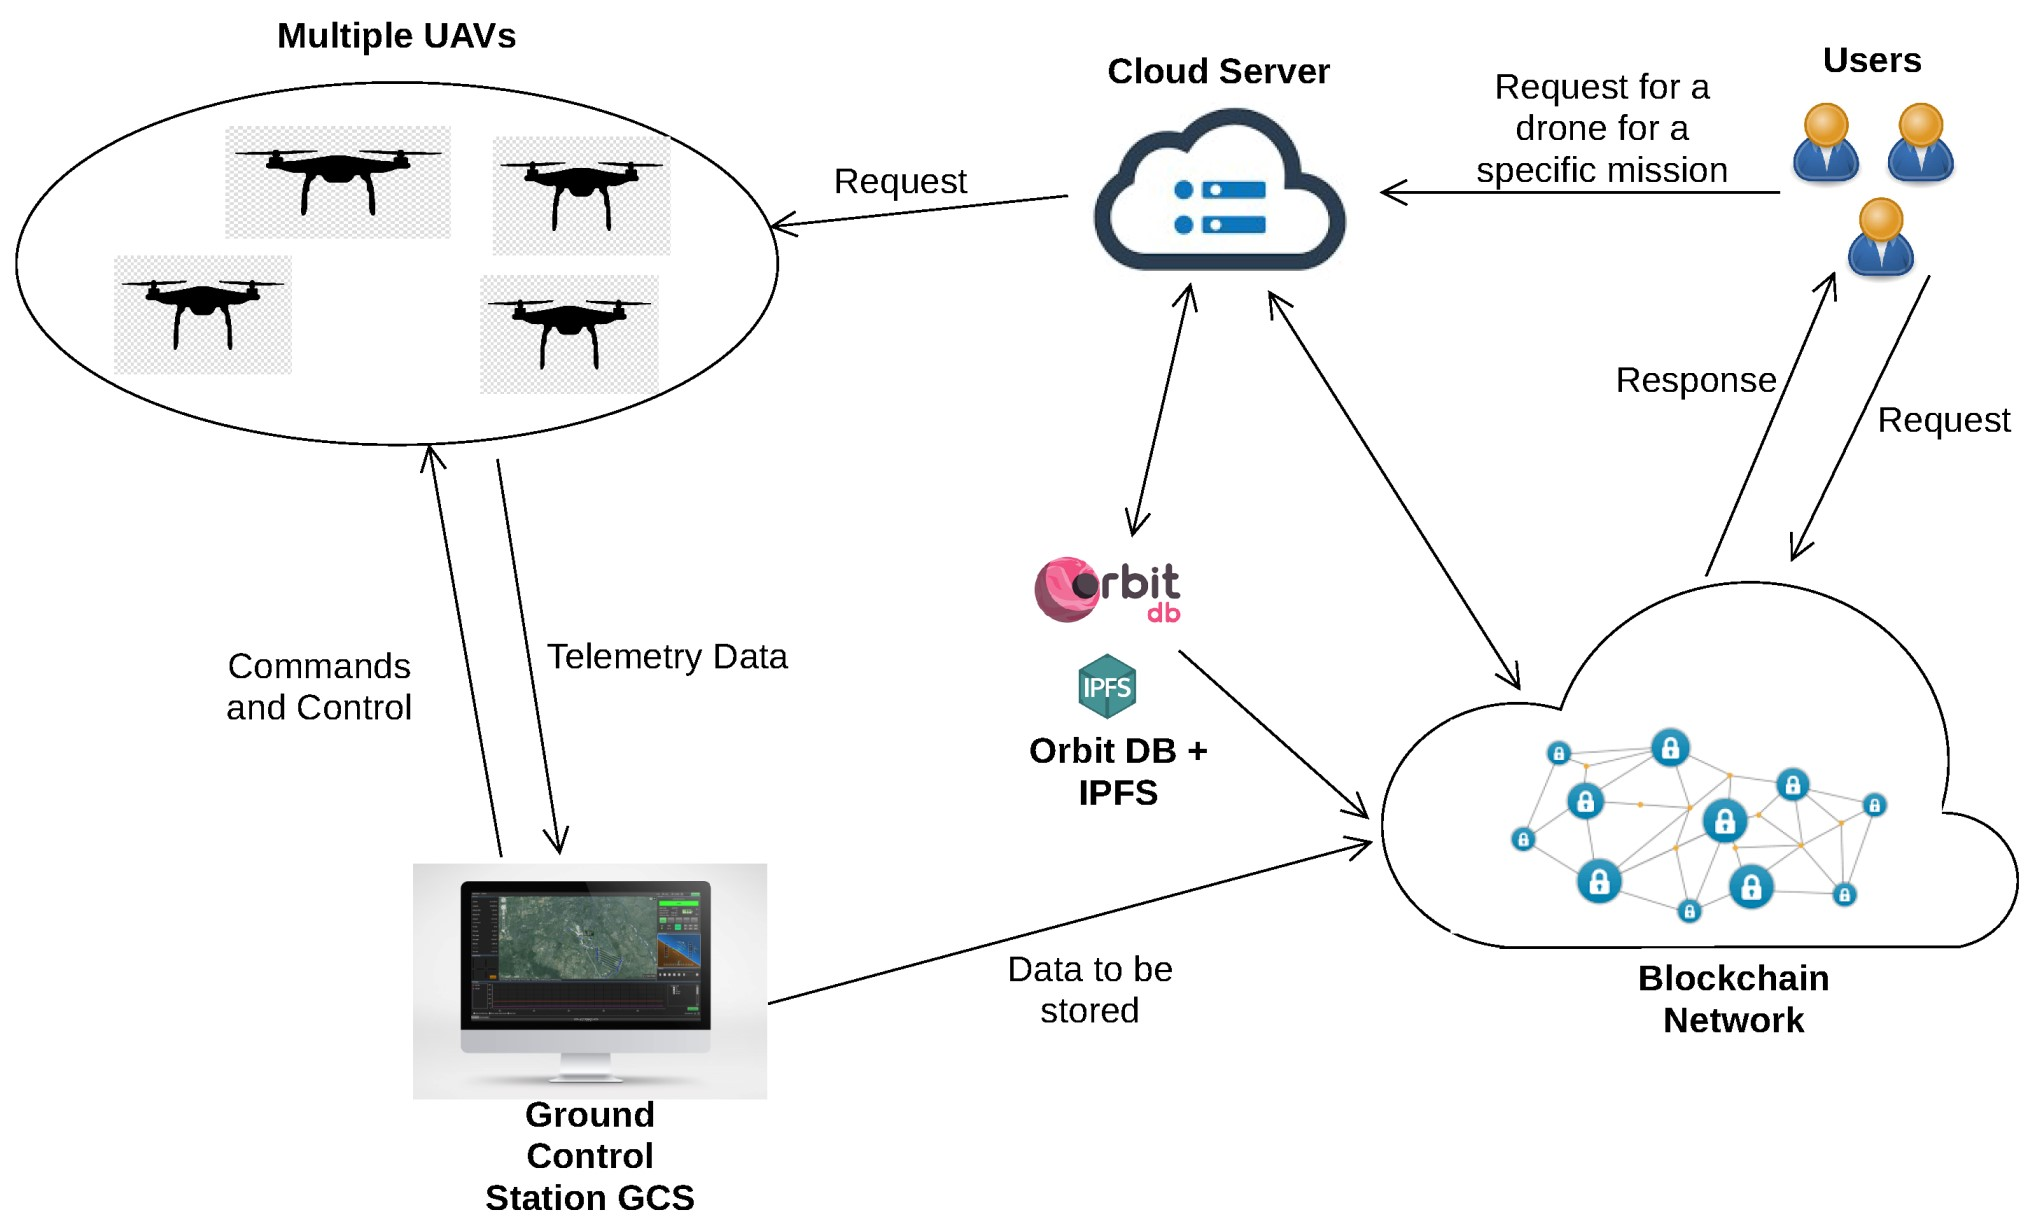 Multiple UAVs
Cloud Server
Users
Request for a
drone for a
specific mission
Request
Response
Request
Orbit
db
IPFS
Orbit DB +
IPFS
Commands
and Control
Telemetry Data
Data to be
stored
Blockchain
Network
Ground
Control
Station GCS